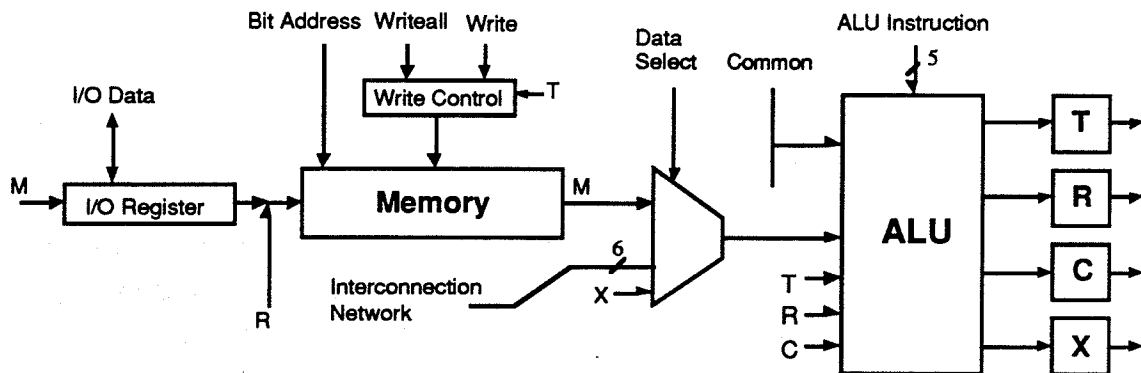 Bit Address
Writeall
Write
Data
Select
Common
ALU Instruction
5
I/O Data
Write Control
T
M
I/O Register
Memory
M
R
Interconnection
Network
6
X
ALU
T
R
C
T
R
C
X